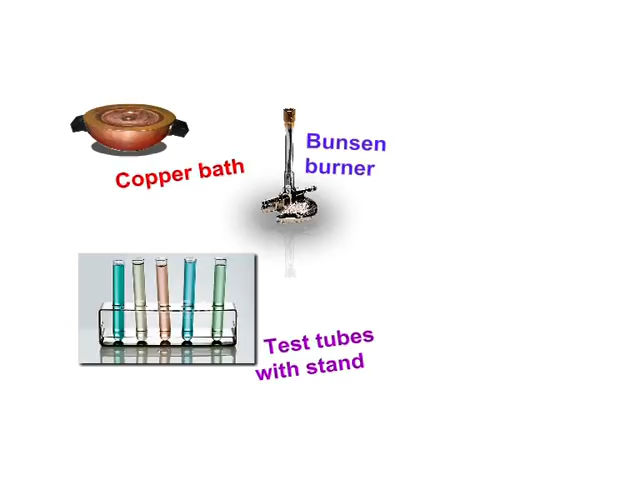 Copper bath
Bunsen
burner
Test tubes
with stand